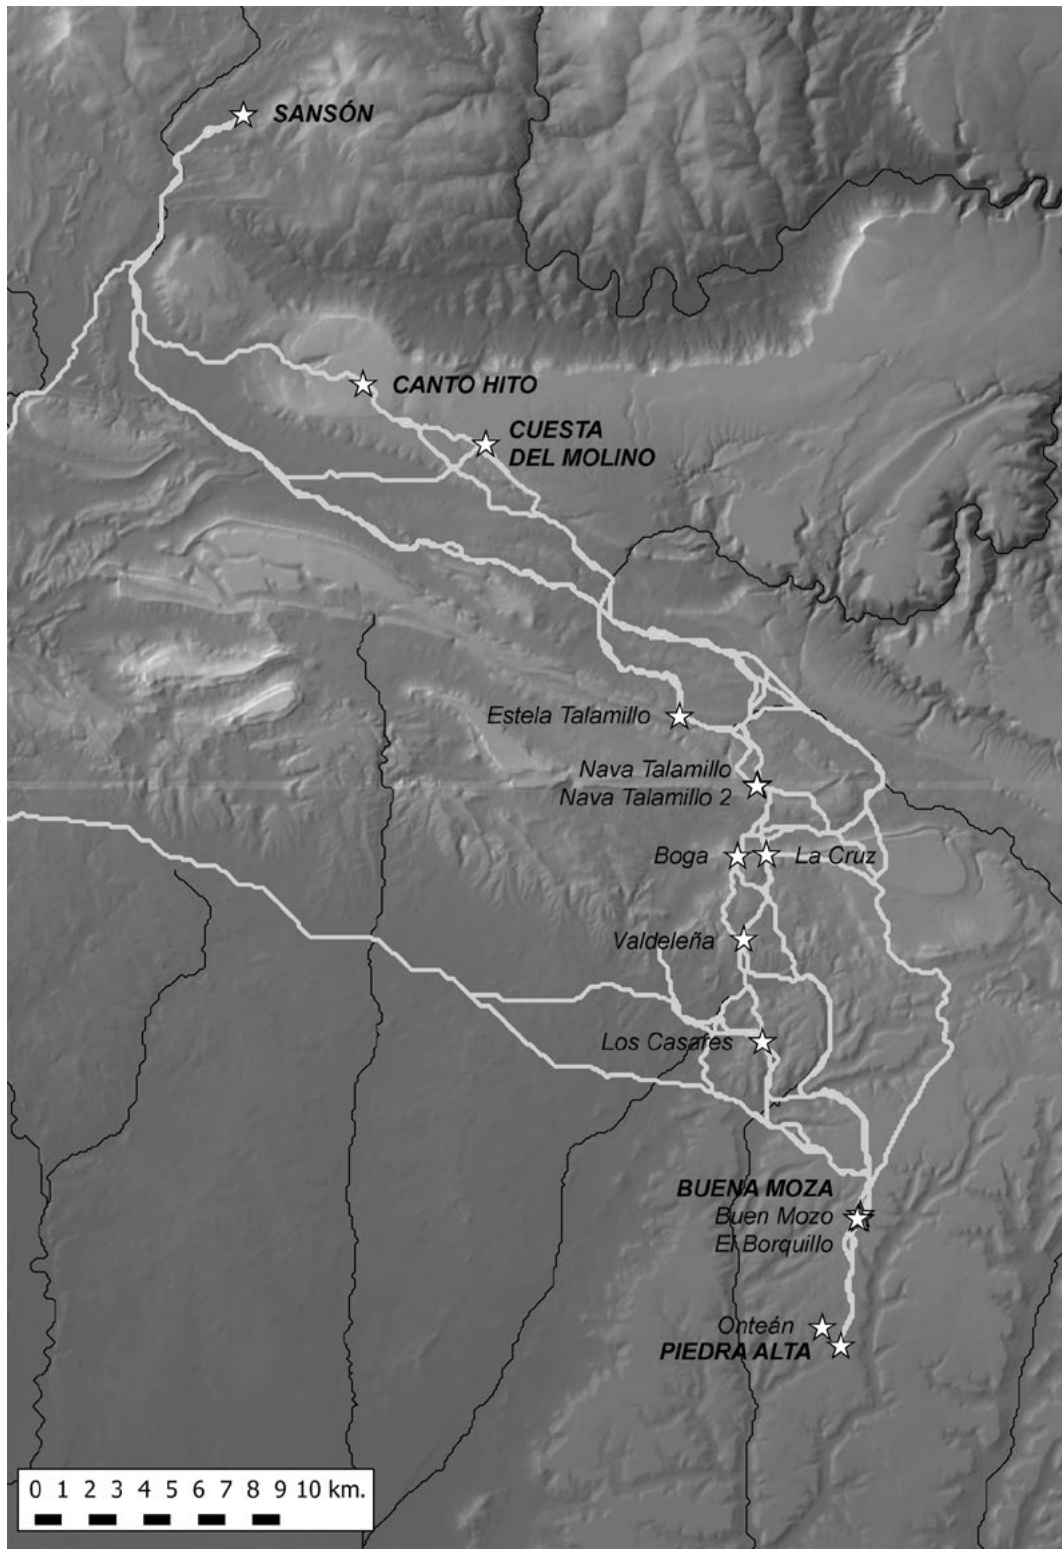 SANSÓN
CANTO HITO
CUESTA
DEL MOLINO
Estela Talamillo
Nava Talamillo
Nava Talamillo 2
Boga
La Cruz
Valdeleña
Los Casares
BUENA MOZA
Buen Mozo
El Borquillo
Onteán
PIEDRA ALTA
0 1 2 3 4 5 6 7 8 9 10 km.